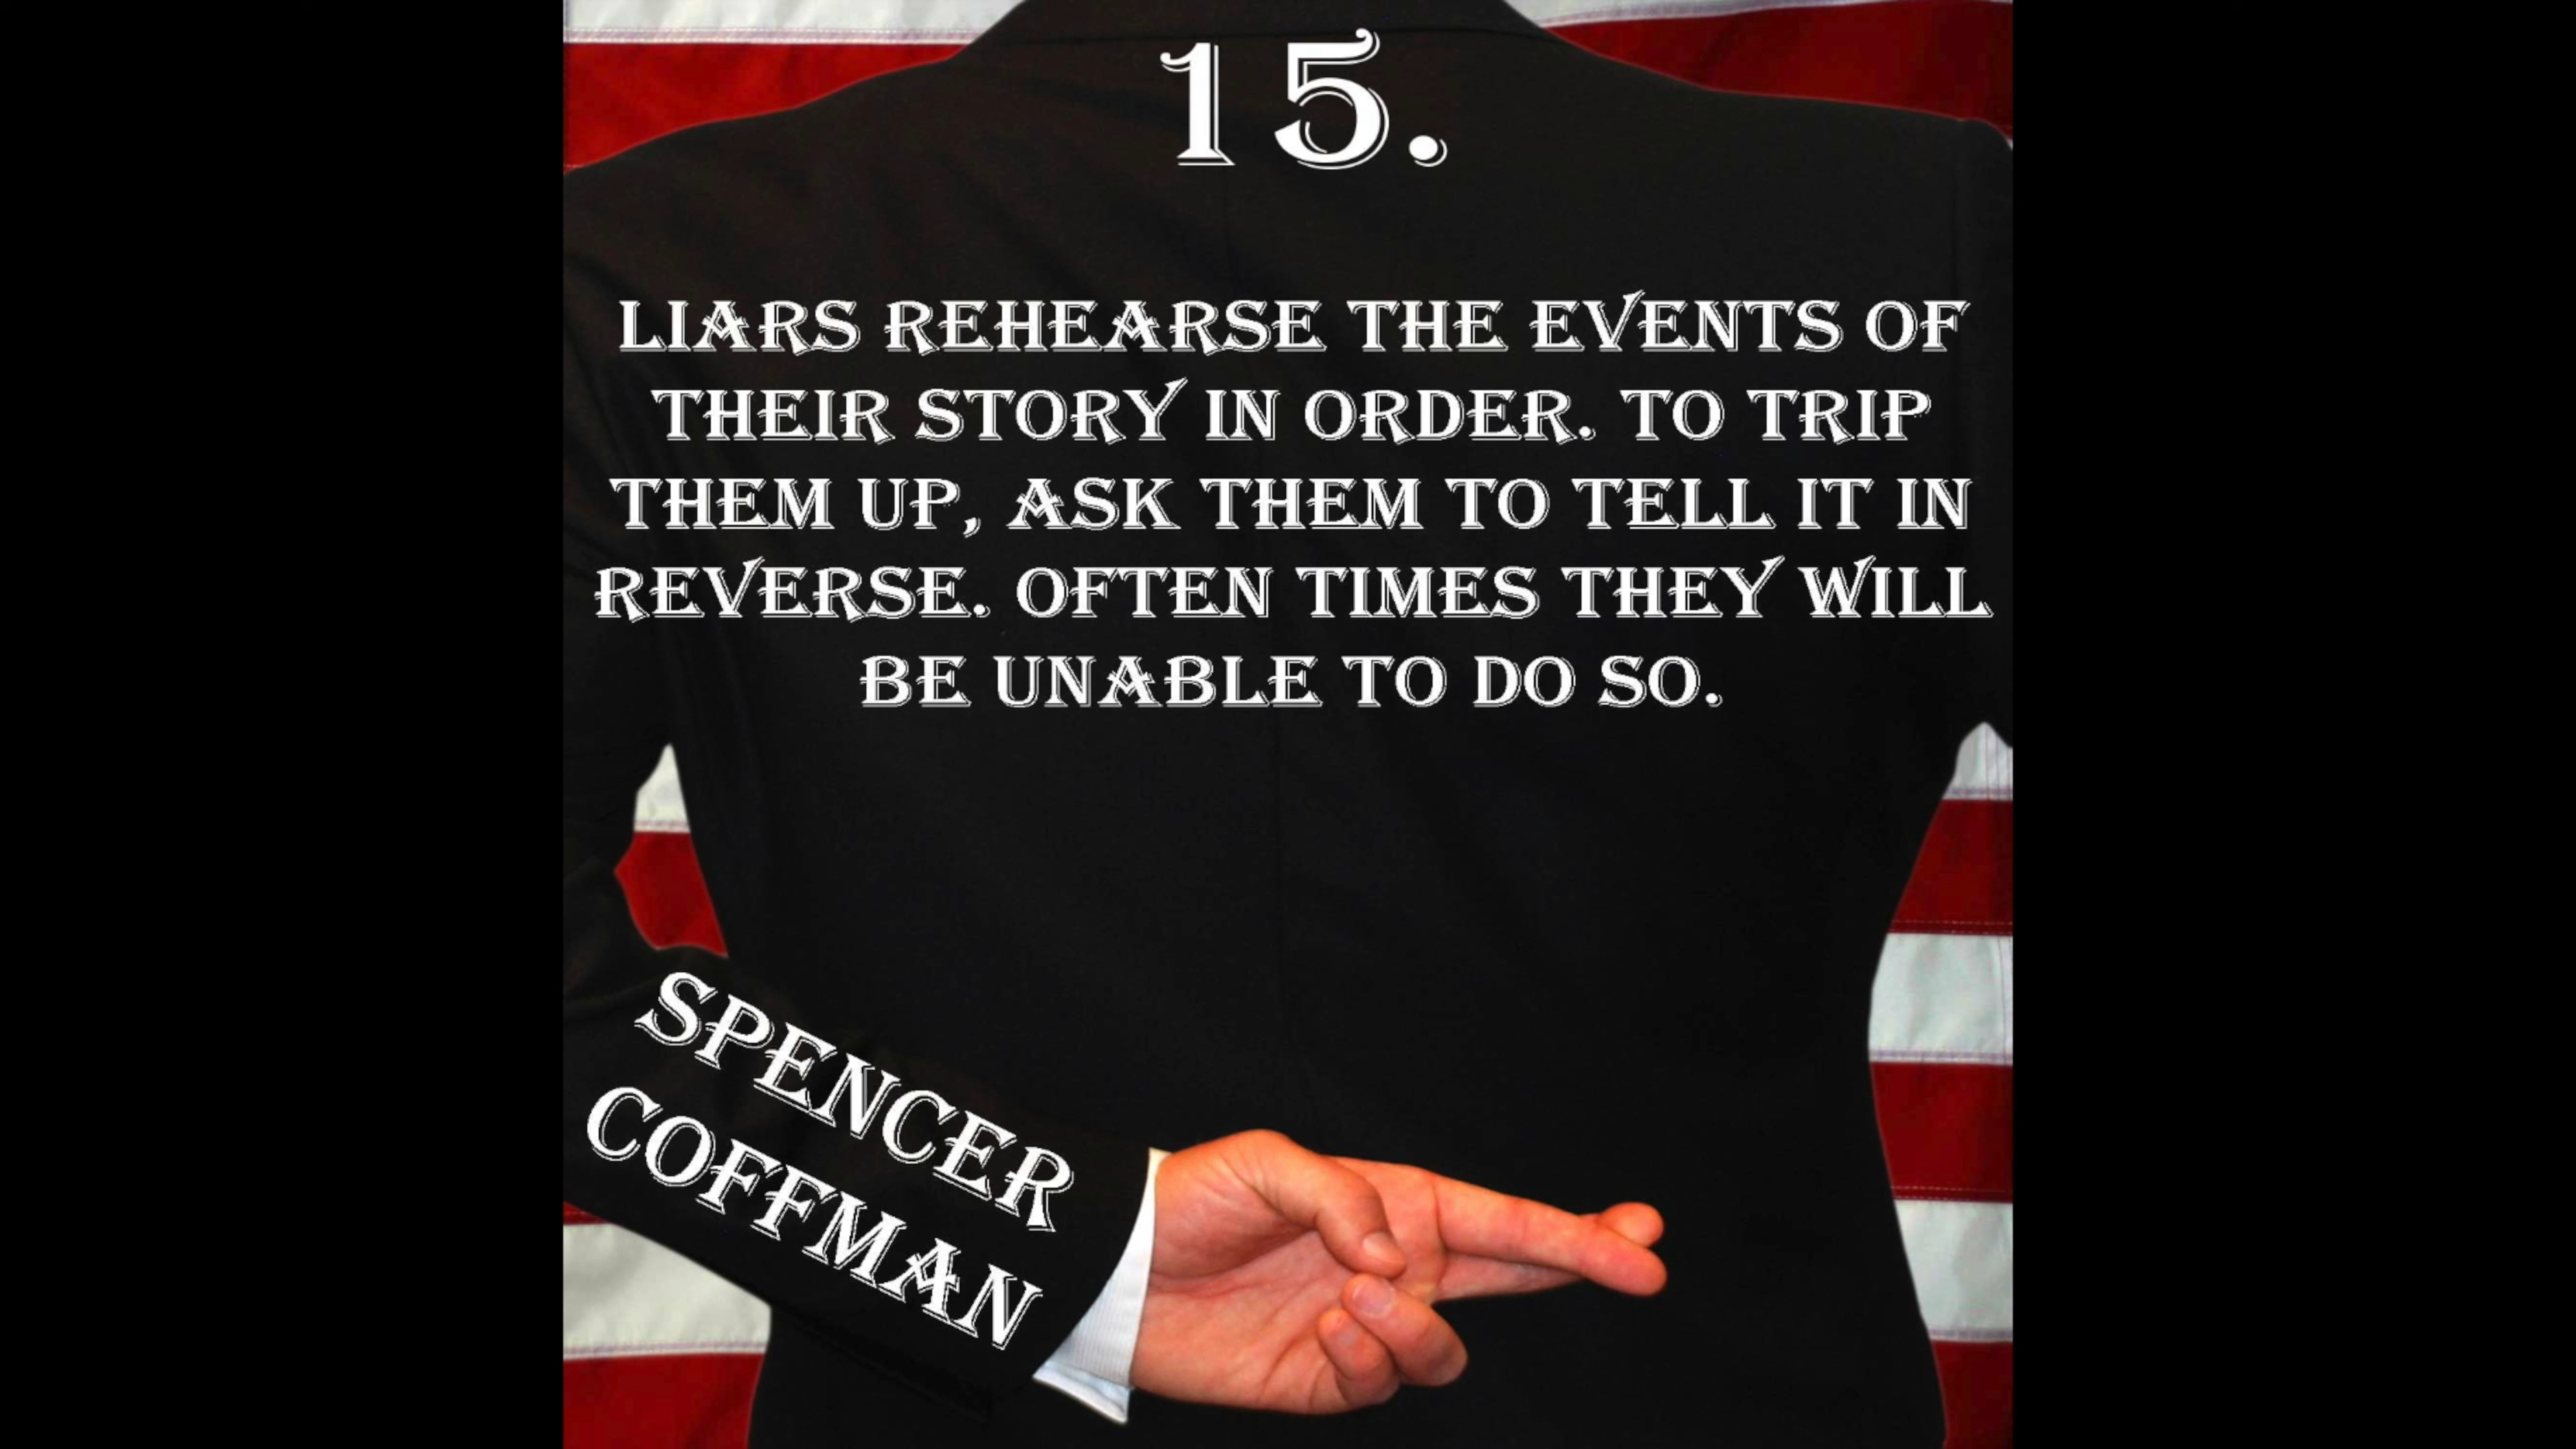 15.
LIARS REHEARSE THE EVENTS OF
THEIR STORY IN ORDER. TO TRIP
THEM UP, ASK THEM TO TELL IT IN
REVERSE. OFTEN TIMES THEY WILL
BE UNABLE TO DO SO.
SPENCER
COFFMAN